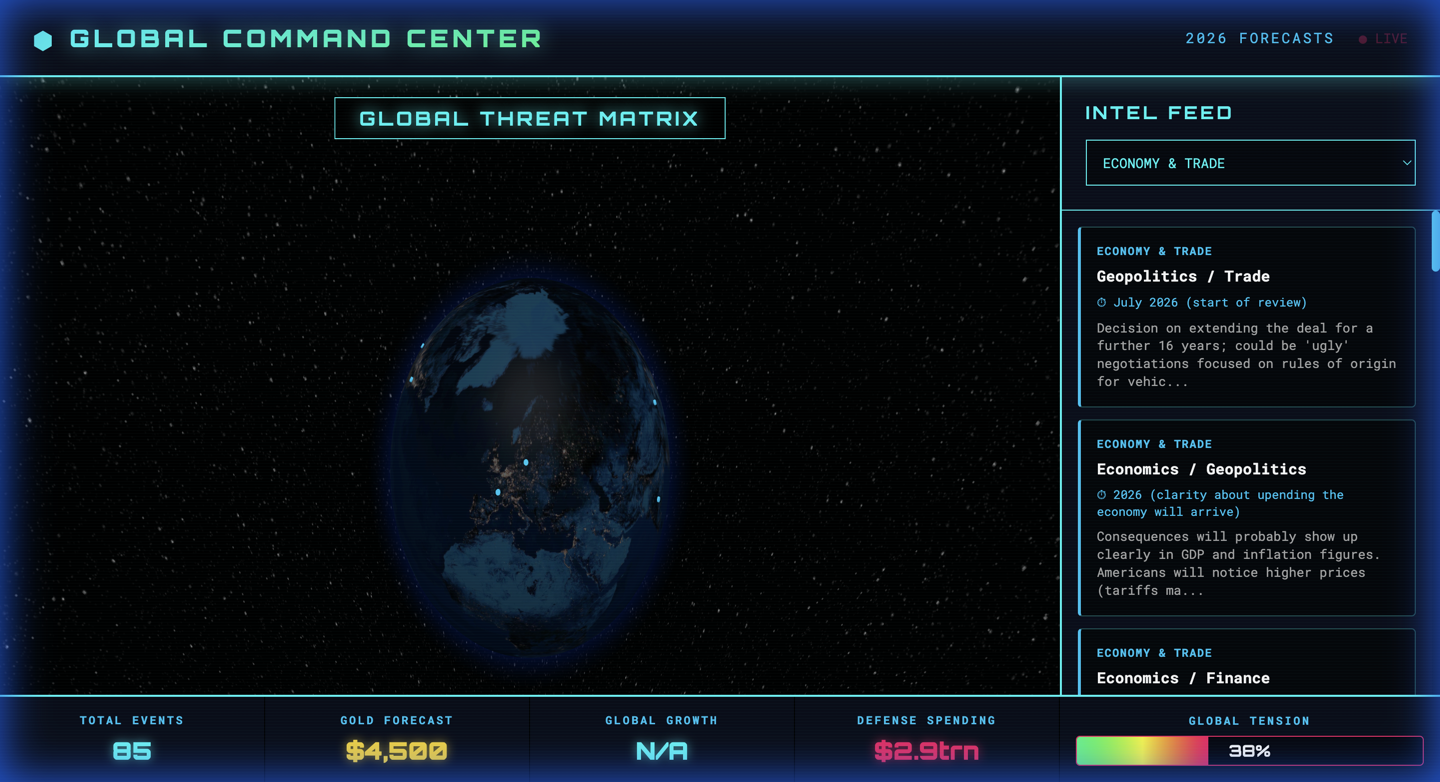 GLOBAL COMMAND CENTER
2026 FORECASTS
LIVE
GLOBAL THREAT MATRIX
INTEL FEED
ECONOMY & TRADE
ECONOMY & TRADE
Geopolitics / Trade
July 2026 (start of review)
Decision on extending the deal for a
further 16 years; could be 'ugly'
negotiations focused on rules of origin
for vehic...
ECONOMY & TRADE
Economics / Geopolitics
2026 (clarity about upending the
economy will arrive)
Consequences will probably show up
clearly in GDP and inflation figures.
Americans will notice higher prices
(tariffs ma...
ECONOMY & TRADE
Economics / Finance
TOTAL EVENTS
85
GOLD FORECAST
$4,500
GLOBAL GROWTH
N/A
DEFENSE SPENDING
$2.9trn
GLOBAL TENSION
38%